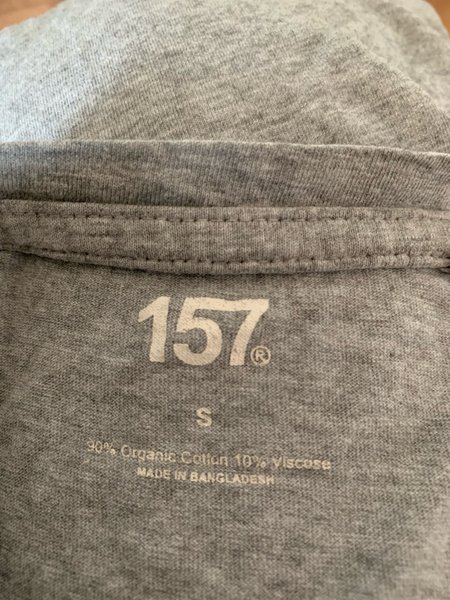 157®
S
90% Organic Cotton 10% Viscose
MADE IN BANGLADESH